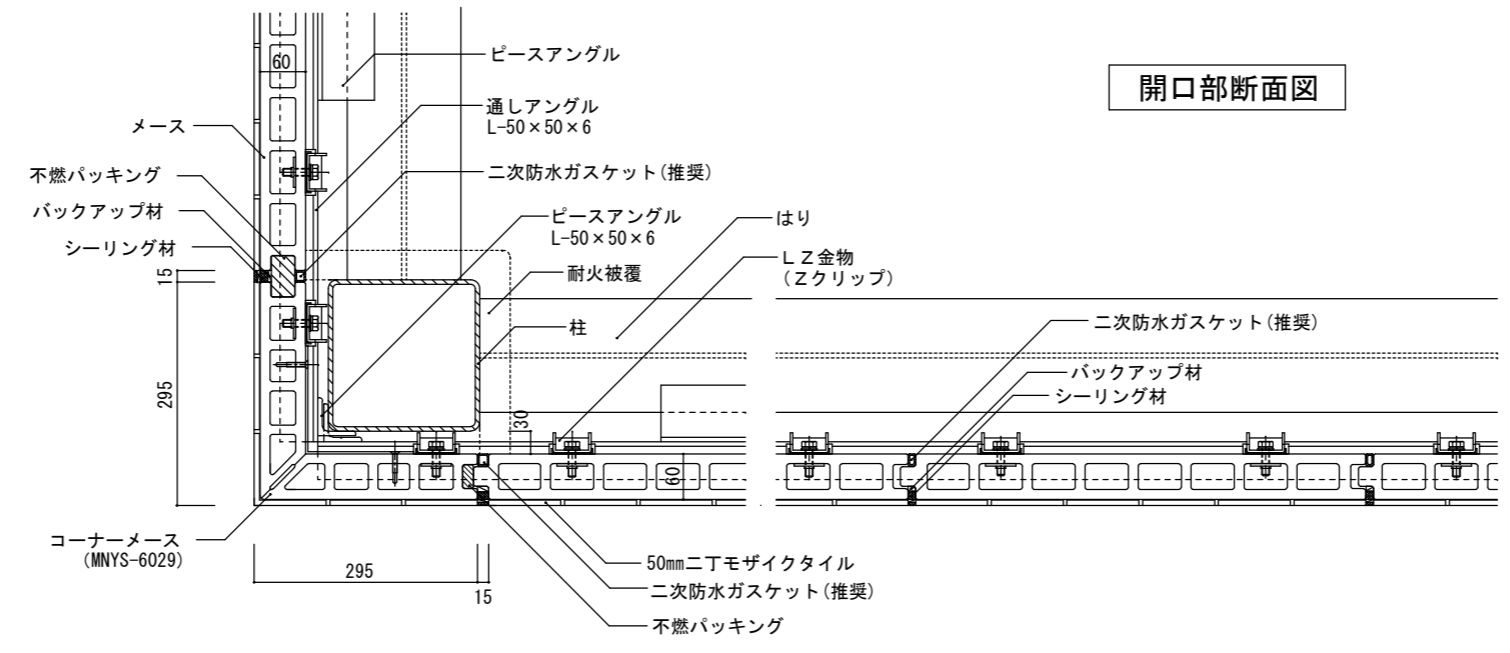 60
ピースアングル
開口部断面図
通しアングル
L-50×50×6
メース
不燃パッキング
二次防水ガスケット(推奨)
バックアップ材
ピースアングル
L-50×50×6
はり
シーリング材
ＬＺ金物
(Ｚクリップ)
耐火被覆
15
柱
二次防水ガスケット(推奨)
バックアップ材
シーリング材
295
30
60
コーナーメース
(MNYS-6029)
295
15
50mm二丁モザイクタイル
二次防水ガスケット(推奨)
不燃パッキング